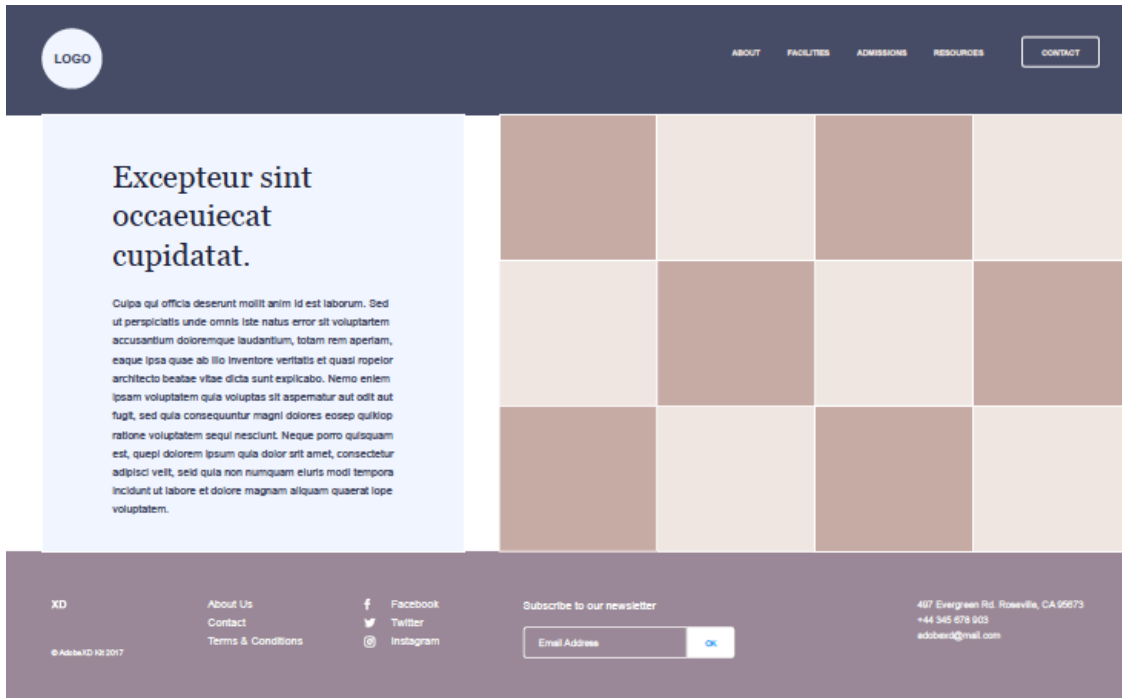 LOGO
ABOUT
FACILITIES
ADMISSIONS
RESOURCES
CONTACT
Excepteur sint
occaeuiecat
cupidatat.
Culpa qui officia deserunt mollit anim id est laborum. Sed
ut perspiciatis unde omnis iste natus error sit voluptartem
accusantium doloremque laudantium, totam rem aperiam,
eaque ipsa quae ab illo inventore veritatis et quasi ropeior
architecto beatae vitae dicta sunt explicabo. Nemo eniem
ipsam voluptatem quia voluptas sit aspernatur aut odit aut
fugit, sed quia consequuntur magni dolores eosep quiklop
ratione voluptatem sequi nesciunt. Neque porro quisquam
est, quepi dolorem ipsum quia dolor srit amet, consectetur
adipisci velit, seid quia non numquam eiuris modi tempora
incidunt ut labore et dolore magnam aliquam quaerat iope
voluptatem.
XD
© AdobeXD Kit 2017
About Us
Contact
Terms & Conditions
Facebook
Twitter
Instagram
Subscribe to our newsletter
Email Address
OK
497 Evergreen Rd. Roseville, CA 95673
+44 345 678 903
adobexd@mail.com